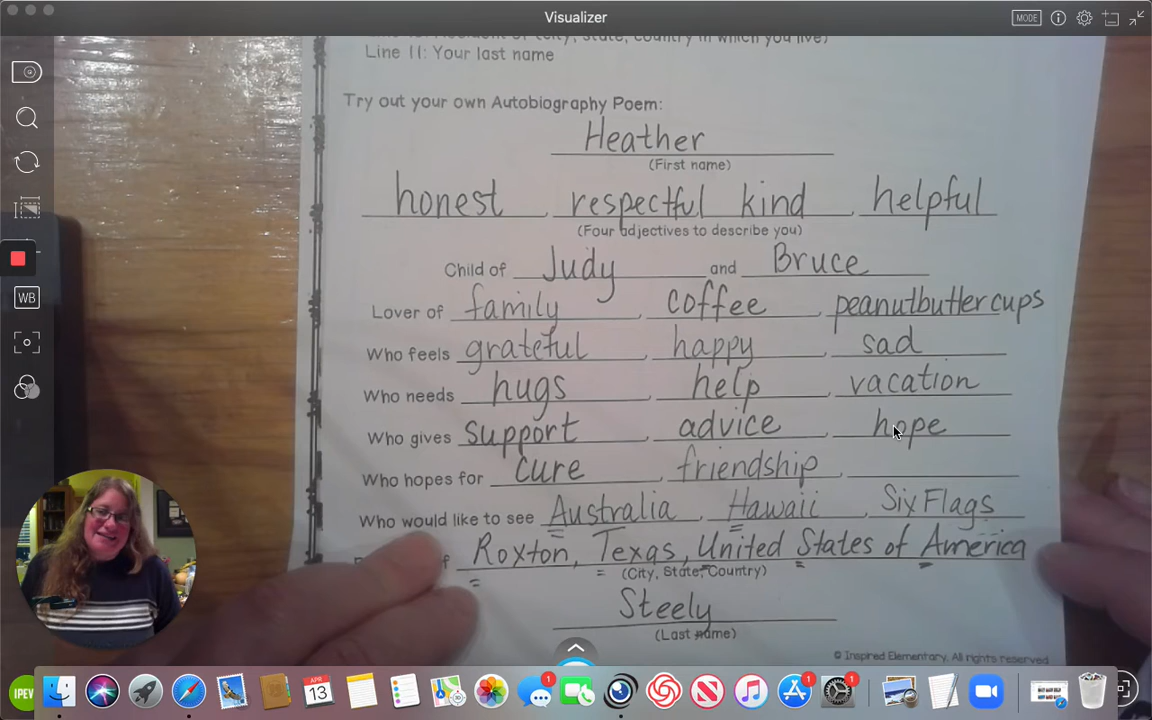 Visualizer
MODE
Line 11: Your last name
Try out your own Autobiography Poem:
Heather
(First name)
honest, respectful kind, helpful
(Four adjectives to describe you)
Child of Judy and Bruce
Lover of family, coffee, peanutbutter cups
Who feels grateful, happy, sad
Who needs hugs, help, vacation
Who gives support, advice, hope
Who hopes for cure, friendship,
Who would like to see Australia, Hawaii, Six Flags
Roxton, Texas, United States of America
(City, State, Country)
Steely
(Last name)
© Inspired Elementary. All rights reserved
WB
IPEV
APR
13
1
1
1